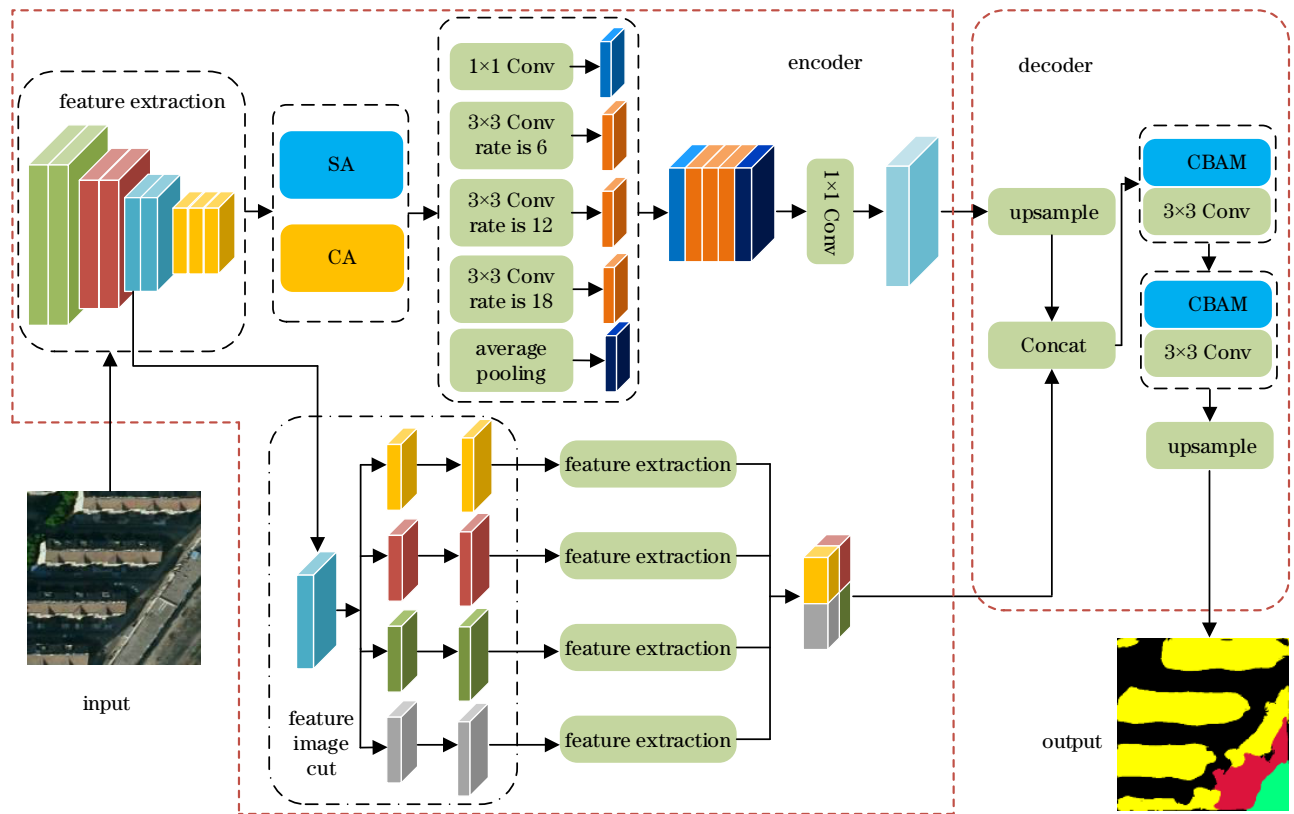 feature extraction
SA
CA
1×1 Conv
3×3 Conv
rate is 6
3×3 Conv
rate is 12
3×3 Conv
rate is 18
average
pooling
encoder
1×1 Conv
decoder
upsample
Concat
CBAM
3×3 Conv
CBAM
3×3 Conv
upsample
input
feature
image
cut
feature extraction
feature extraction
feature extraction
feature extraction
output